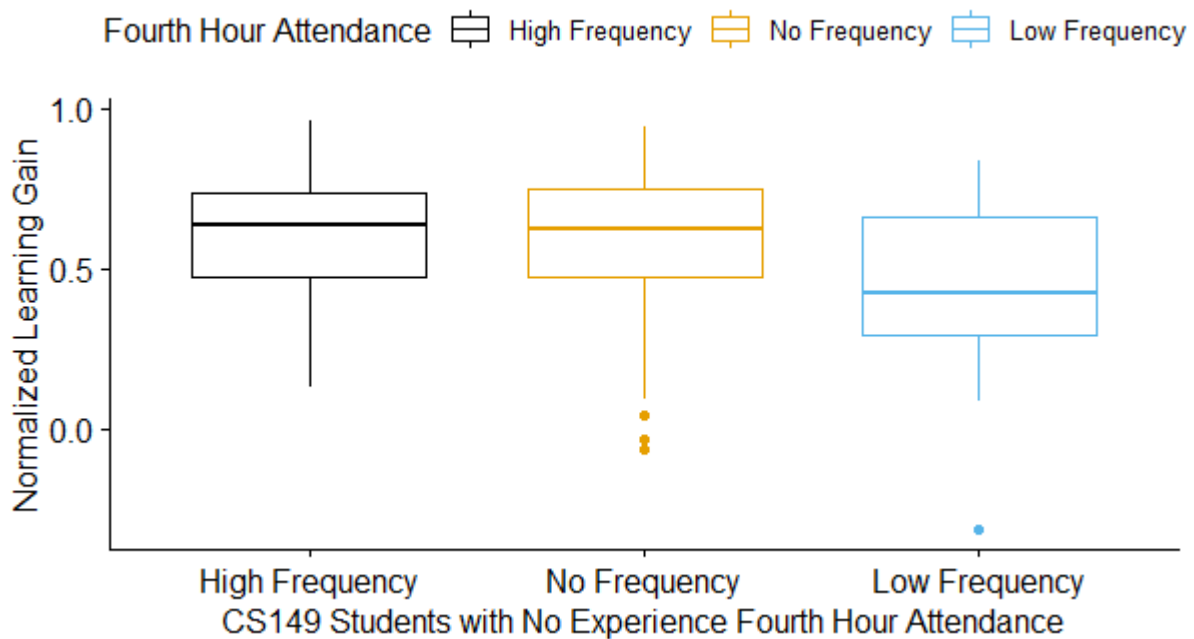 Fourth Hour Attendance High Frequency No Frequency Low Frequency
Normalized Learning Gain
1.0
0.5
0.0
High Frequency No Frequency Low Frequency
CS149 Students with No Experience Fourth Hour Attendance